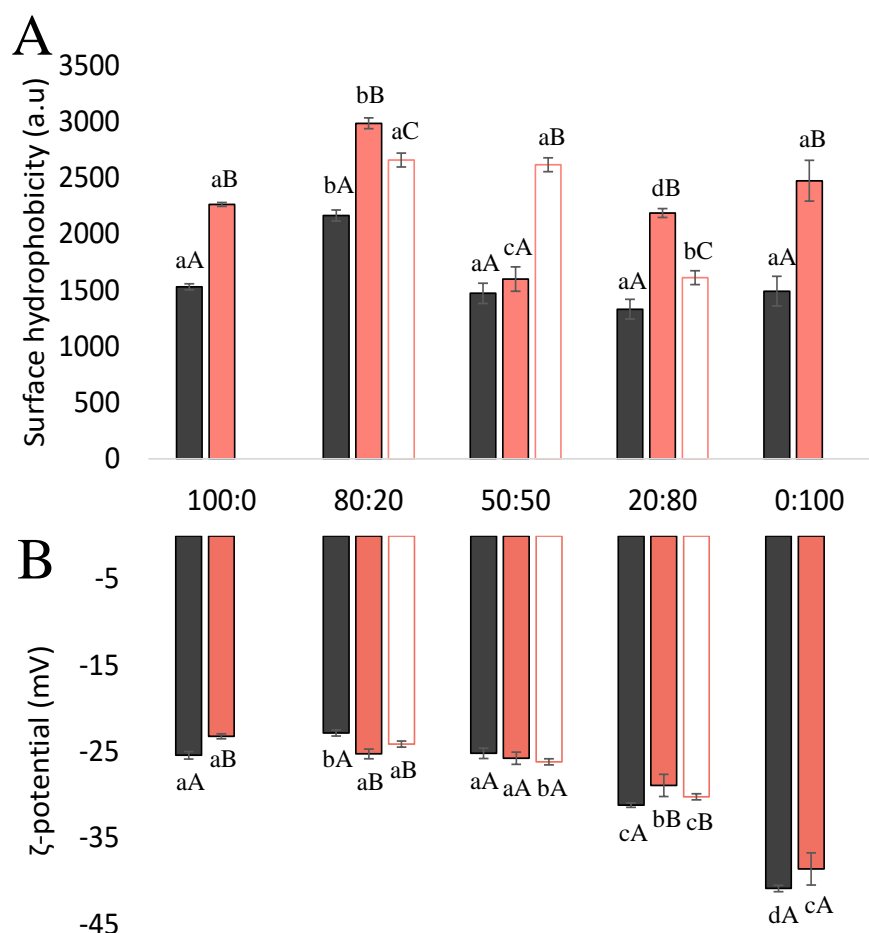 A
Surface hydrophobicity (a.u)
3500
3000
2500
2000
1500
1000
500
0
aA aB
bA bB aC
aA cA aB
aA dB bC
aA aB
100:0 80:20 50:50 20:80 0:100
B
ζ-potential (mV)
-5
-15
-25
-35
-45
aA aB
bA aB aB
aA aA bA
cA bB cB
dA cA